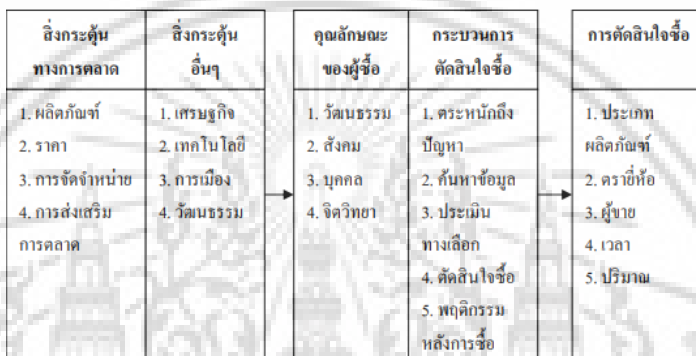 สิ่งกระตุ้น
ทางการตลาด
1. ผลิตภัณฑ์
2. ราคา
3. การจัดจำหน่าย
4. การส่งเสริม
การตลาด
สิ่งกระตุ้น
อื่นๆ
1. เศรษฐกิจ
2. เทคโนโลยี
3. การเมือง
4. วัฒนธรรม
คุณลักษณะ
ของผู้ซื้อ
1. วัฒนธรรม
2. สังคม
3. บุคคล
4. จิตวิทยา
กระบวนการ
ตัดสินใจซื้อ
1. ตระหนักถึง
ปัญหา
2. ค้นหาข้อมูล
3. ประเมิน
ทางเลือก
4. ตัดสินใจซื้อ
5. พฤติกรรม
หลังการซื้อ
การตัดสินใจซื้อ
1. ประเภท
ผลิตภัณฑ์
2. ตรายี่ห้อ
3. ผู้ขาย
4. เวลา
5. ปริมาณ